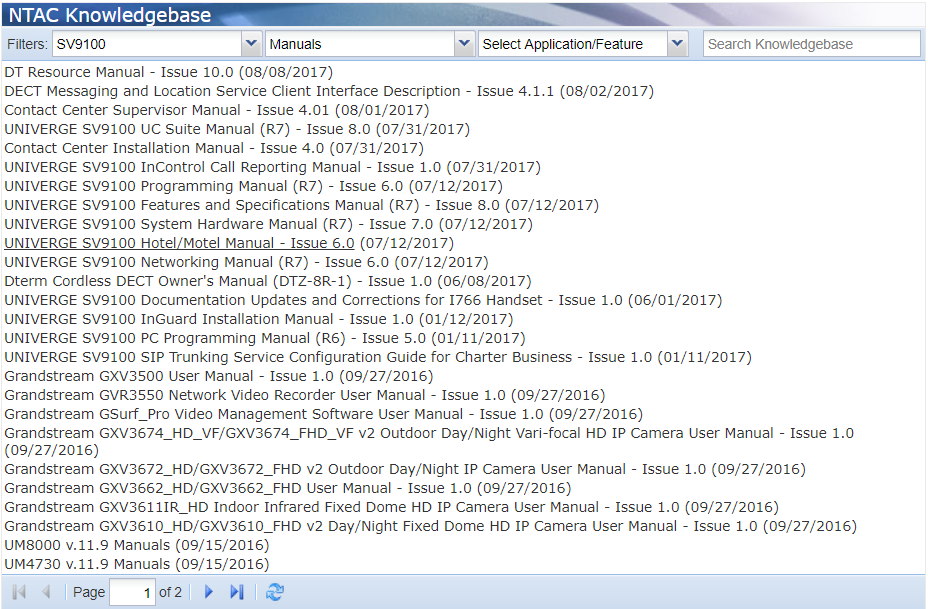 NTAC Knowledgebase
Filters: SV9100 Manuals Select Application/Feature Search Knowledgebase
DT Resource Manual - Issue 10.0 (08/08/2017)
DECT Messaging and Location Service Client Interface Description - Issue 4.1.1 (08/02/2017)
Contact Center Supervisor Manual - Issue 4.01 (08/01/2017)
UNIVERGE SV9100 UC Suite Manual (R7) - Issue 8.0 (07/31/2017)
Contact Center Installation Manual - Issue 4.0 (07/31/2017)
UNIVERGE SV9100 InControl Call Reporting Manual - Issue 1.0 (07/31/2017)
UNIVERGE SV9100 Programming Manual (R7) - Issue 6.0 (07/12/2017)
UNIVERGE SV9100 Features and Specifications Manual (R7) - Issue 8.0 (07/12/2017)
UNIVERGE SV9100 System Hardware Manual (R7) - Issue 7.0 (07/12/2017)
UNIVERGE SV9100 Hotel/Motel Manual - Issue 6.0 (07/12/2017)
UNIVERGE SV9100 Networking Manual (R7) - Issue 6.0 (07/12/2017)
Dterm Cordless DECT Owner's Manual (DTZ-8R-1) - Issue 1.0 (06/08/2017)
UNIVERGE SV9100 Documentation Updates and Corrections for I766 Handset - Issue 1.0 (06/01/2017)
UNIVERGE SV9100 InGuard Installation Manual - Issue 1.0 (01/12/2017)
UNIVERGE SV9100 PC Programming Manual (R6) - Issue 5.0 (01/11/2017)
UNIVERGE SV9100 SIP Trunking Service Configuration Guide for Charter Business - Issue 1.0 (01/11/2017)
Grandstream GXV3500 User Manual - Issue 1.0 (09/27/2016)
Grandstream GVR3550 Network Video Recorder User Manual - Issue 1.0 (09/27/2016)
Grandstream GSurf_Pro Video Management Software User Manual - Issue 1.0 (09/27/2016)
Grandstream GXV3674_HD_VF/GXV3674_FHD_VF v2 Outdoor Day/Night Vari-focal HD IP Camera User Manual - Issue 1.0
(09/27/2016)
Grandstream GXV3672_HD/GXV3672_FHD v2 Outdoor Day/Night IP Camera User Manual - Issue 1.0 (09/27/2016)
Grandstream GXV3662_HD/GXV3662_FHD User Manual - Issue 1.0 (09/27/2016)
Grandstream GXV3611IR_HD Indoor Infrared Fixed Dome HD IP Camera User Manual - Issue 1.0 (09/27/2016)
Grandstream GXV3610_HD/GXV3610_FHD v2 Day/Night Fixed Dome HD IP Camera User Manual - Issue 1.0 (09/27/2016)
UM8000 v.11.9 Manuals (09/15/2016)
UM4730 v.11.9 Manuals (09/15/2016)
Page 1 of 2